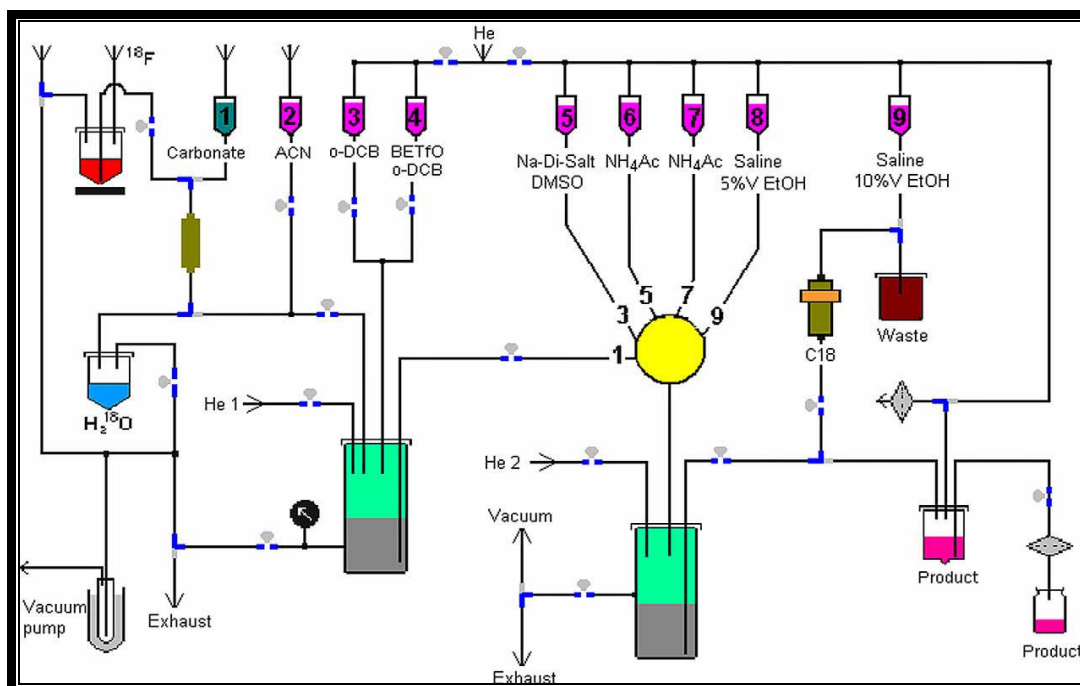 ¹⁸F
He
1
2
3
4
5
6
7
8
9
Carbonate
ACN
o-DCB
BETfO
o-DCB
Na-Di-Salt
DMSO
NH₄Ac
NH₄Ac
Saline
5%V EtOH
Saline
10%V EtOH
3
5
7
9
1
Waste
C18
H₂¹⁸O
He 1
He 2
Vacuum
Vacuum
pump
Exhaust
Exhaust
Product
Product